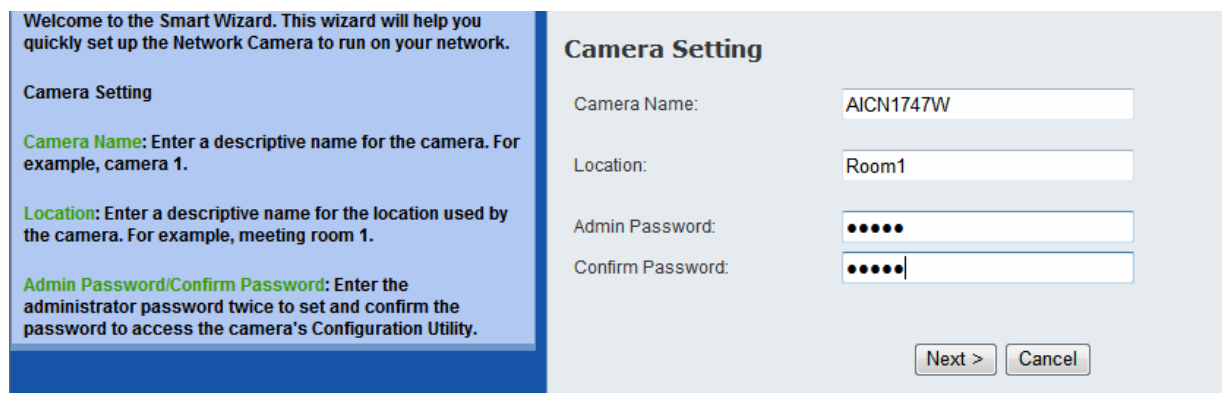 Welcome to the Smart Wizard. This wizard will help you
quickly set up the Network Camera to run on your network.
Camera Setting
Camera Name: Enter a descriptive name for the camera. For
example, camera 1.
Location: Enter a descriptive name for the location used by
the camera. For example, meeting room 1.
Admin Password/Confirm Password: Enter the
administrator password twice to set and confirm the
password to access the camera's Configuration Utility.
Camera Setting
Camera Name: AICN1747W
Location: Room1
Admin Password: ●●●●●
Confirm Password: ●●●●●
Next > Cancel